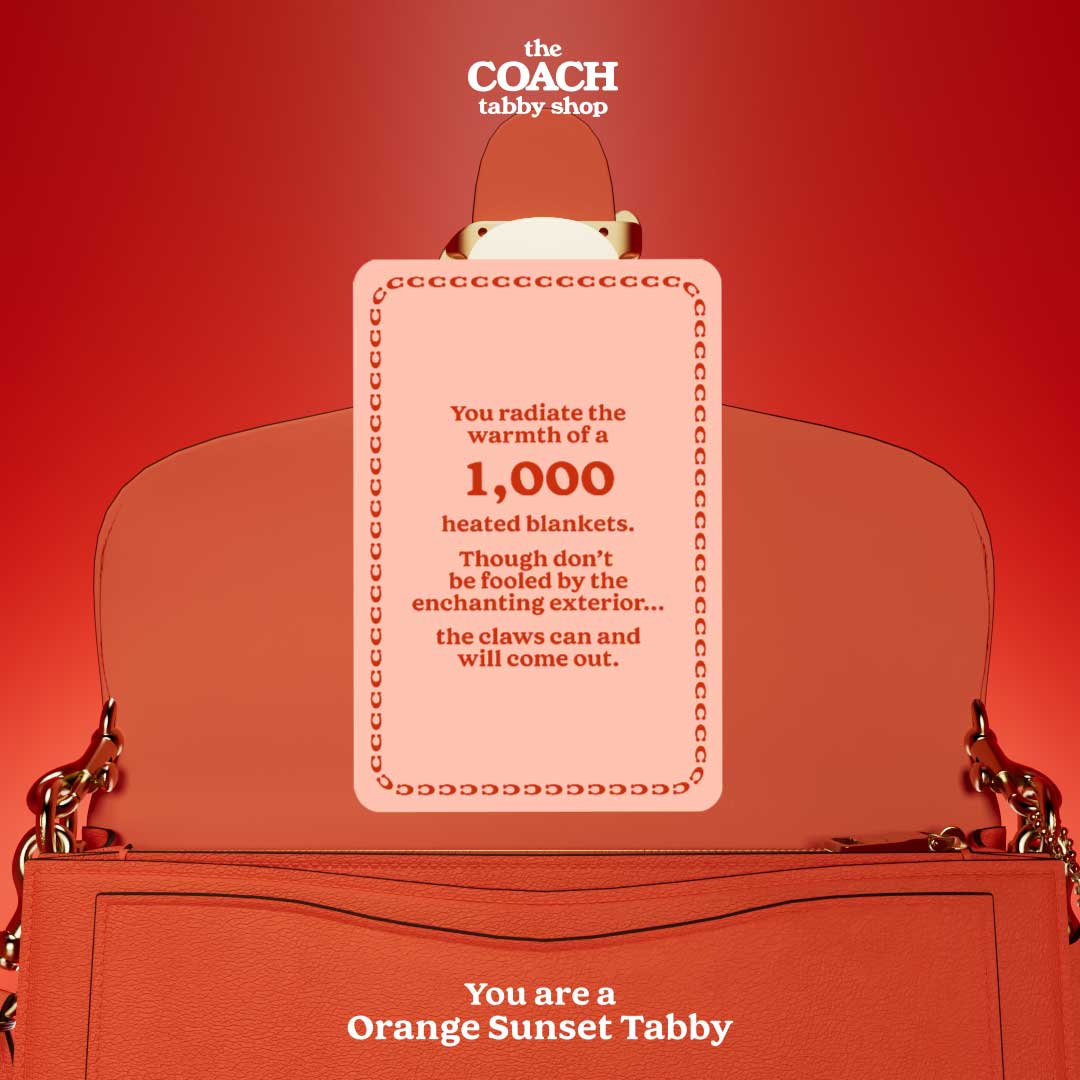 the
COACH
tabby shop
You radiate the
warmth of a
1,000
heated blankets.
Though don't
be fooled by the
enchanting exterior...
the claws can and
will come out.
You are a
Orange Sunset Tabby